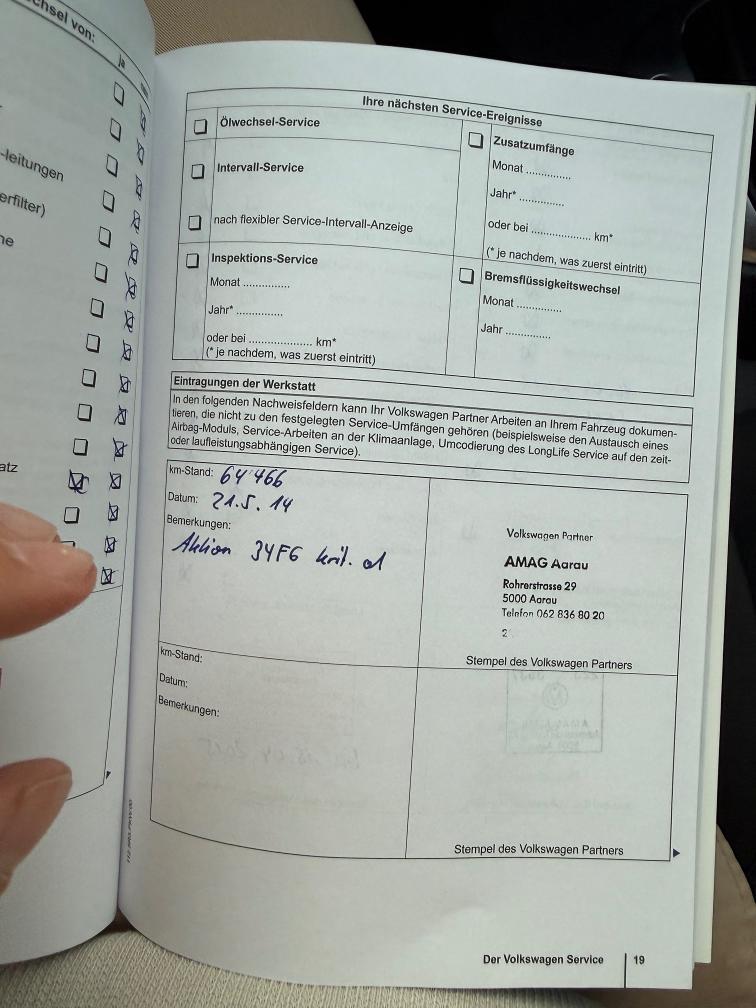 von:
ja
-leitungen
erfilter)
Ihre nächsten Service-Ereignisse
Ölwechsel-Service
Intervall-Service
nach flexibler Service-Intervall-Anzeige
Zusatzumfänge
Monat ...............
Jahr* ...............
oder bei .................... km*
(* je nachdem, was zuerst eintritt)
Inspektions-Service
Monat ...............
Jahr* ...............
oder bei .................... km*
(* je nachdem, was zuerst eintritt)
Bremsflüssigkeitswechsel
Monat ...............
Jahr ...............
Eintragungen der Werkstatt
In den folgenden Nachweisfeldern kann Ihr Volkswagen Partner Arbeiten an Ihrem Fahrzeug dokumen-
tieren, die nicht zu den festgelegten Service-Umfängen gehören (beispielsweise den Austausch eines
Airbag-Moduls, Service-Arbeiten an der Klimaanlage, Umcodierung des LongLife Service auf den zeit-
oder laufleistungsabhängigen Service).
km-Stand: 64'466
Datum: 21.5.14
Bemerkungen:
Aktion 34F6
Volkswagen Partner
AMAG Aarau
Rohrerstrasse 29
5000 Aarau
Telefon 062 836 80 20
2
Stempel des Volkswagen Partners
km-Stand:
Datum:
Bemerkungen:
Stempel des Volkswagen Partners
Der Volkswagen Service
19